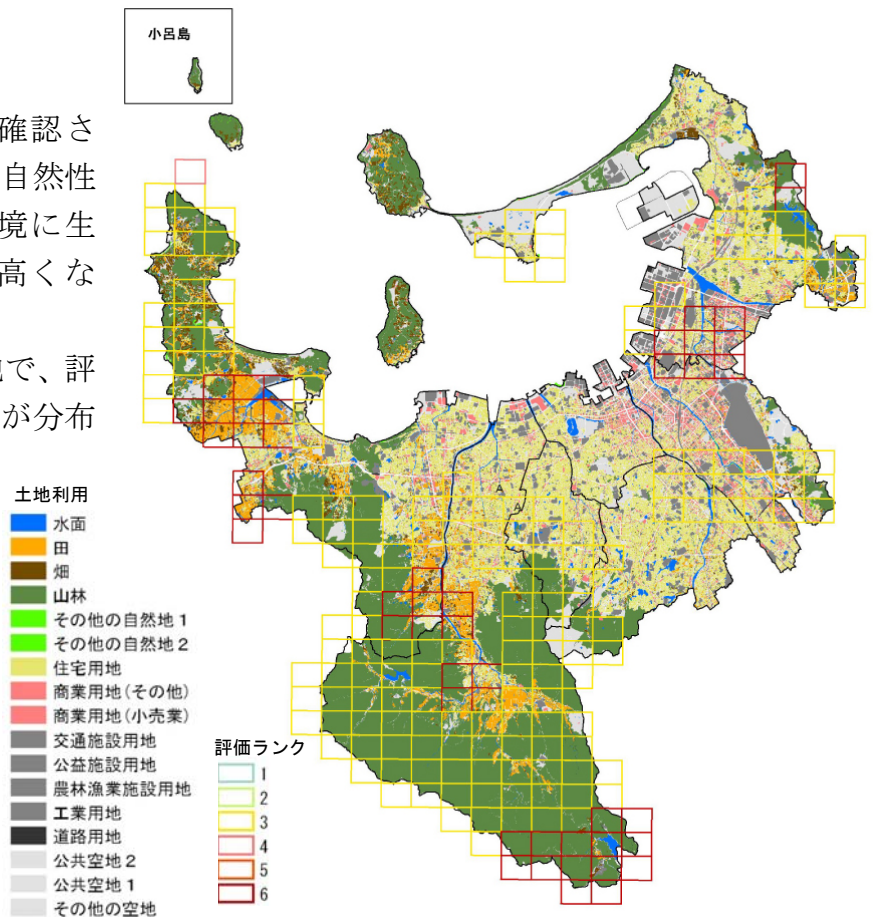 小呂島
確認さ
自然性
境に生
高くな
で、評
が分布
土地利用
水面
田
畑
山林
その他の自然地1
その他の自然地2
住宅用地
商業用地(その他)
商業用地(小売業)
交通施設用地
公益施設用地
農林漁業施設用地
工業用地
道路用地
公共空地2
公共空地1
その他の空地
評価ランク
1
2
3
4
5
6